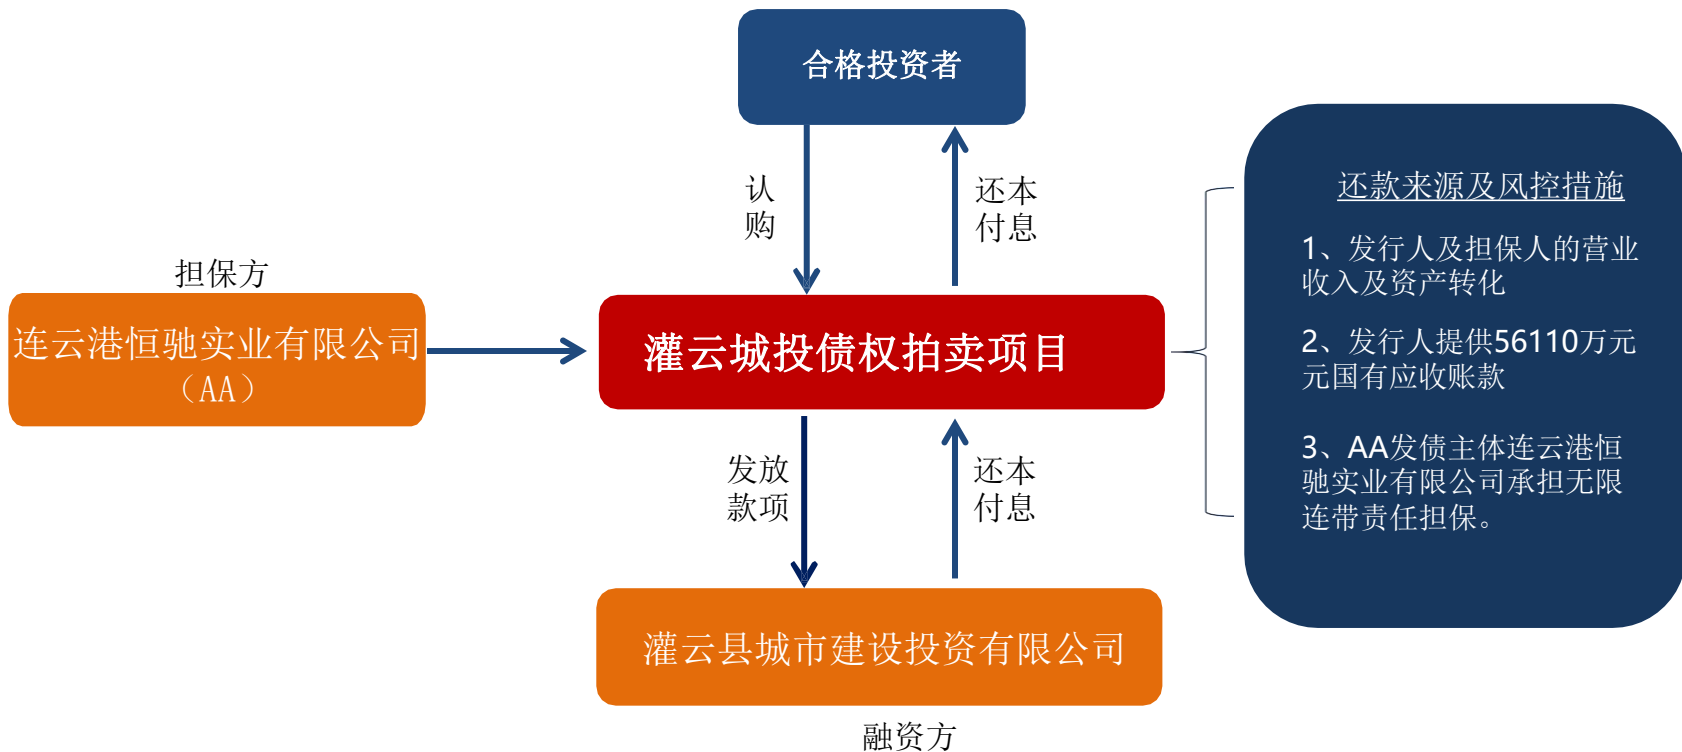 合格投资者
认
购
还本
付息
还款来源及风控措施
1、发行人及担保人的营业
收入及资产转化
2、发行人提供56110万元
元国有应收账款
3、AA发债主体连云港恒
驰实业有限公司承担无限
连带责任担保。
担保方
连云港恒驰实业有限公司
（AA）
灌云城投债权拍卖项目
发放
款项
还本
付息
灌云县城市建设投资有限公司
融资方